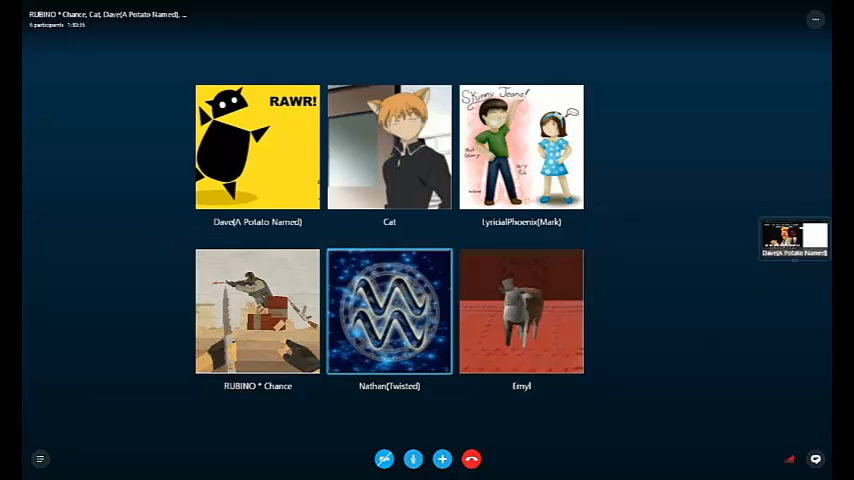 RUBINO * Chance, Cat, Dave(A Potato Named), ...
6 participants 1:30:35
RAWR!
Skinny Jeans!
Dave(A Potato Named)
Cat
LyricialPhoenix(Mark)
Dave(A Potato Named)
RUBINO * Chance
Nathan(Twisted)
Emyl